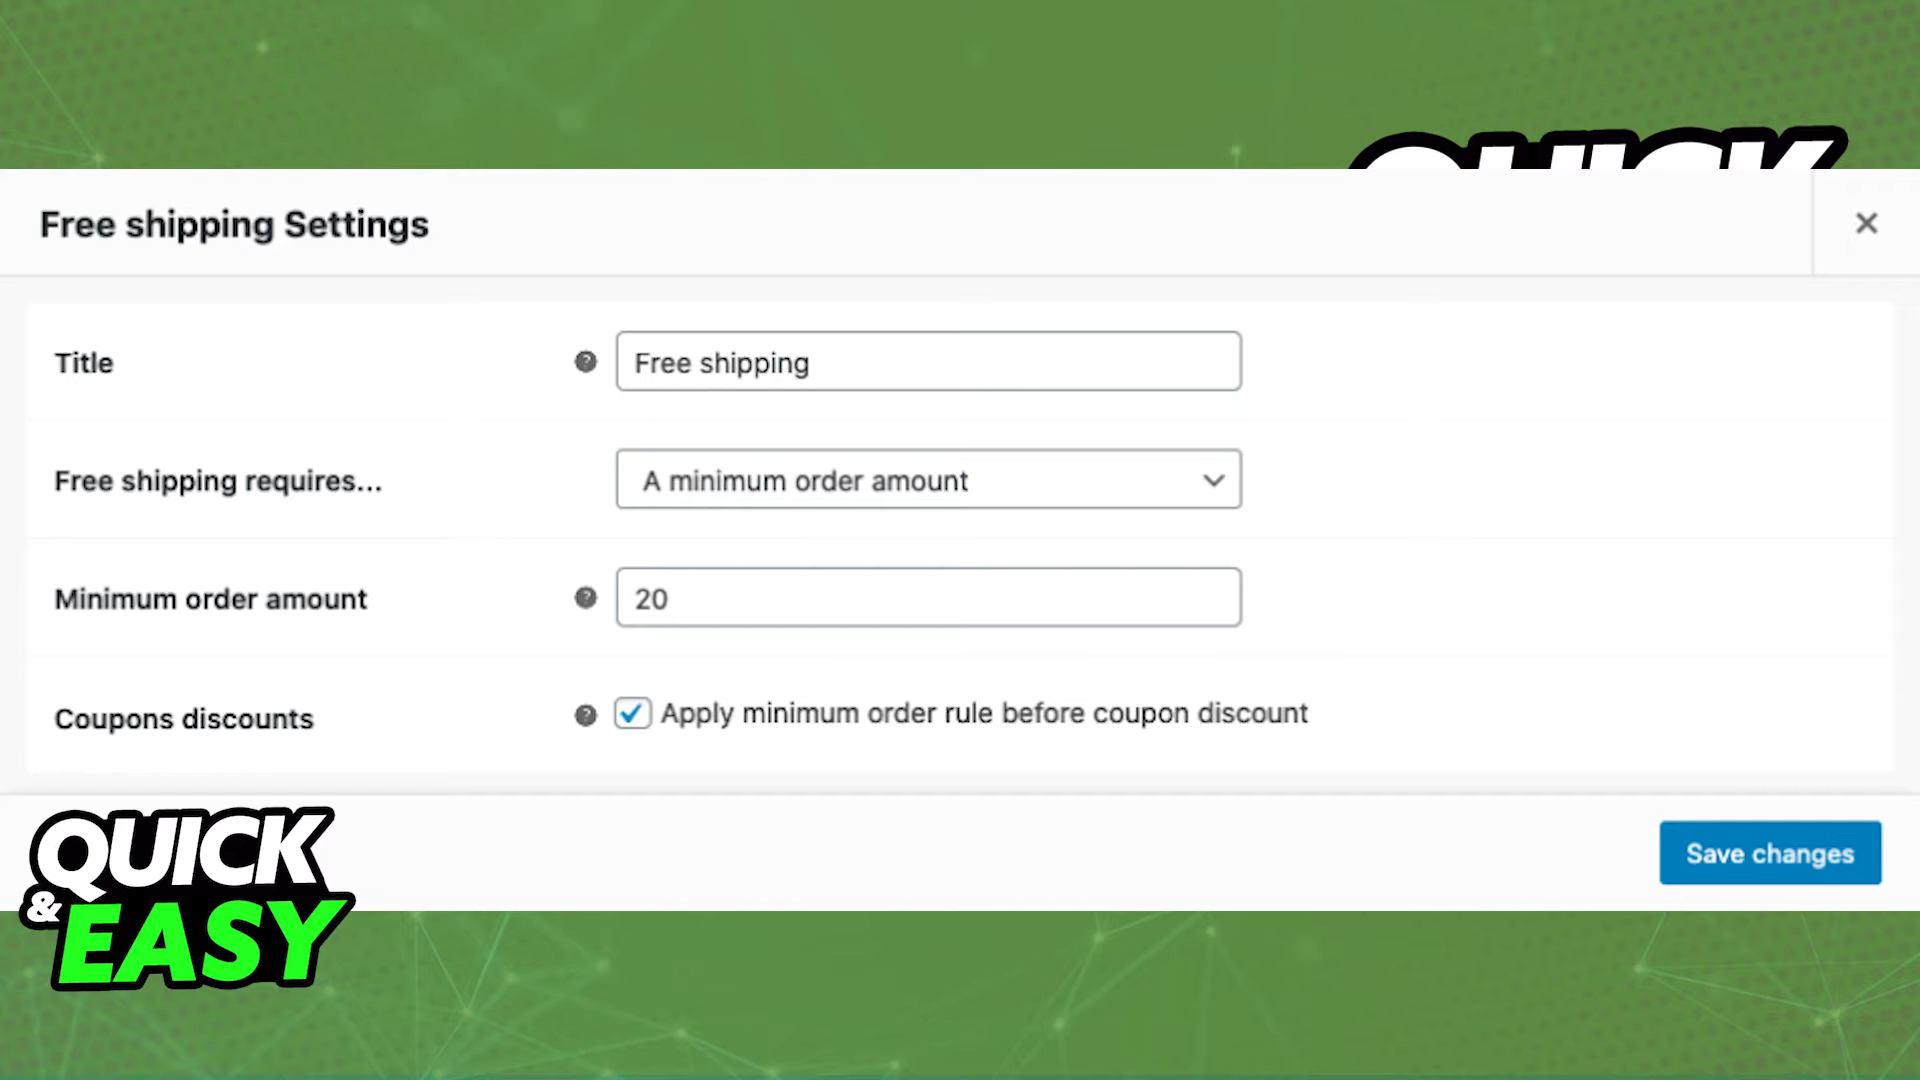 QUICK
Free shipping Settings
Title
Free shipping
Free shipping requires...
A minimum order amount
Minimum order amount
20
Coupons discounts
Apply minimum order rule before coupon discount
Save changes
QUICK
& EASY